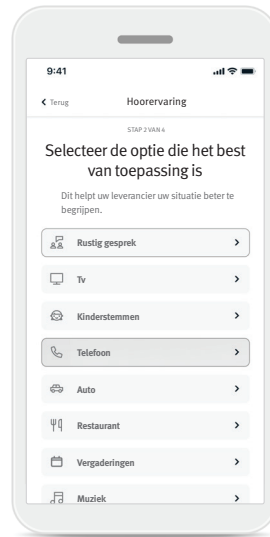 9:41
Terug
Hoorervaring
STAP 2 VAN 6
Selecteer de optie die het best
van toepassing is
Dit helpt uw leverancier uw situatie beter te
begrijpen.
Rustig gesprek
Tv
Kinderstemmen
Telefoon
Auto
Restaurant
Vergaderingen
Muziek